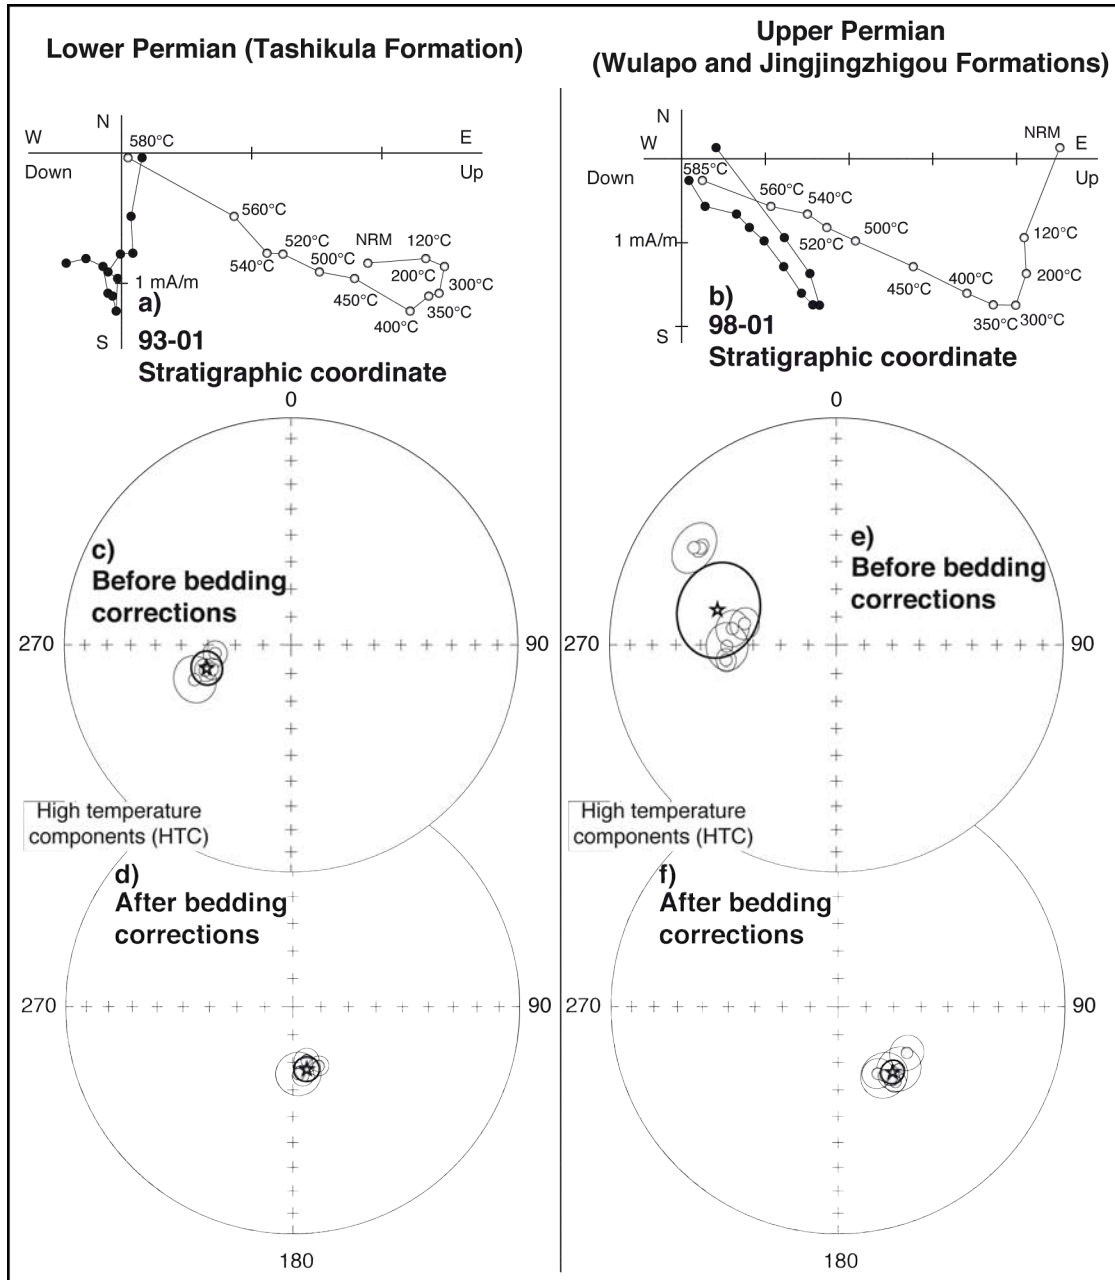 Lower Permian (Tashikula Formation)
Upper Permian
(Wulapo and Jingjingzhigou Formations)
N
W
E
580°C
Down
Up
560°C
520°C
NRM
120°C
540°C
500°C
200°C
300°C
1 mA/m
450°C
350°C
400°C
a)
S
93-01
Stratigraphic coordinate
N
NRM
W
E
585°C
Down
Up
560°C
540°C
500°C
120°C
520°C
1 mA/m
200°C
400°C
450°C
b)
350°C
300°C
98-01
S
Stratigraphic coordinate
0
c)
Before bedding
corrections
270
90
High temperature
components (HTC)
0
e)
Before bedding
corrections
270
90
High temperature
components (HTC)
d)
After bedding
corrections
270
90
180
f)
After bedding
corrections
270
90
180